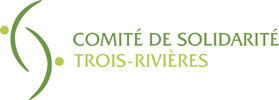 COMITÉ DE SOLIDARITÉ
TROIS-RIVIÈRES